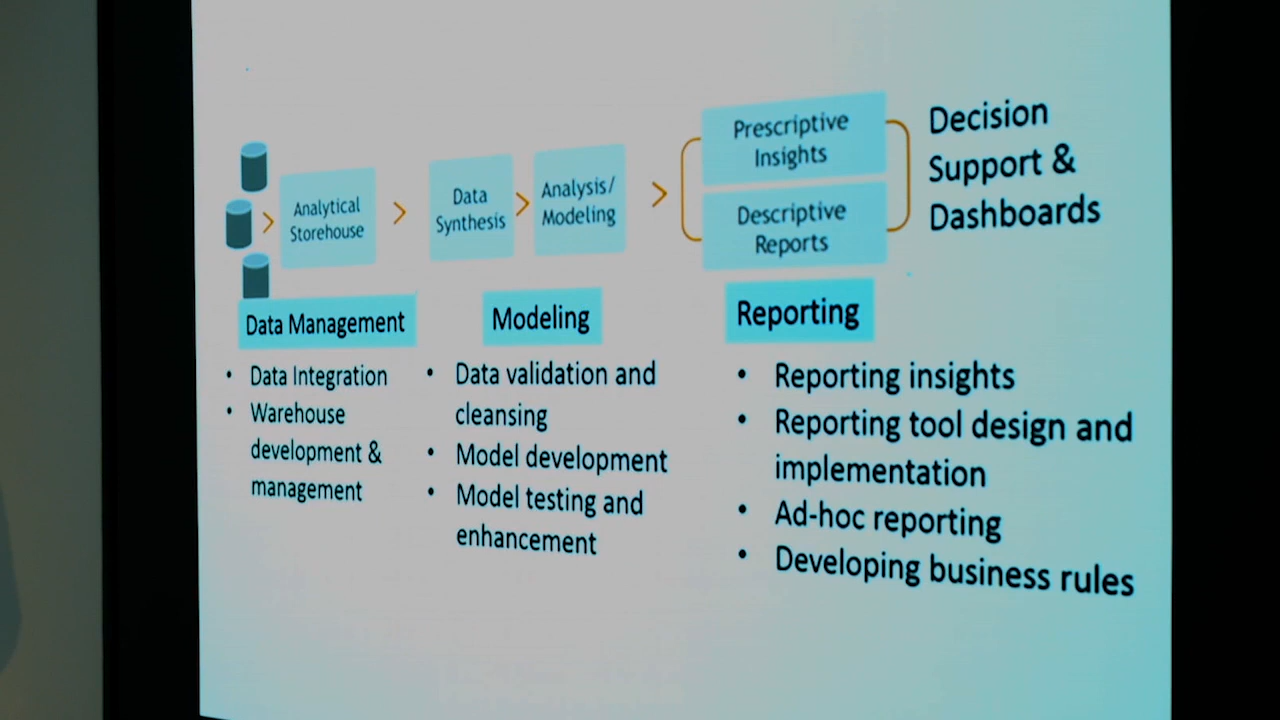 Analytical
Storehouse
Data
Synthesis
Analysis/
Modeling
Prescriptive
Insights
Descriptive
Reports
Decision
Support &
Dashboards
Data Management
• Data Integration
• Warehouse
development &
management
Modeling
• Data validation and
cleansing
• Model development
• Model testing and
enhancement
Reporting
• Reporting insights
• Reporting tool design and
implementation
• Ad-hoc reporting
• Developing business rules